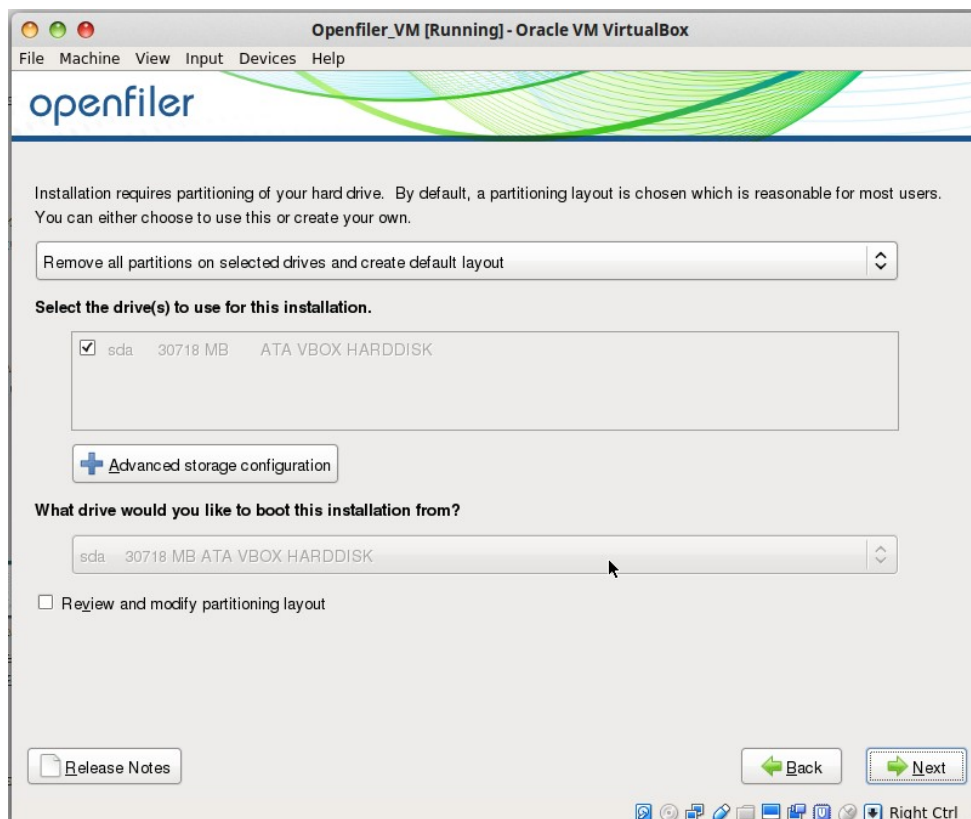 Openfiler_VM [Running] - Oracle VM VirtualBox
File Machine View Input Devices Help
openfiler
Installation requires partitioning of your hard drive. By default, a partitioning layout is chosen which is reasonable for most users.
You can either choose to use this or create your own.
Remove all partitions on selected drives and create default layout
Select the drive(s) to use for this installation.
sda 30718 MB ATA VBOX HARDDISK
Advanced storage configuration
What drive would you like to boot this installation from?
sda 30718 MB ATA VBOX HARDDISK
Review and modify partitioning layout
Release Notes
Back
Next
Right Ctrl